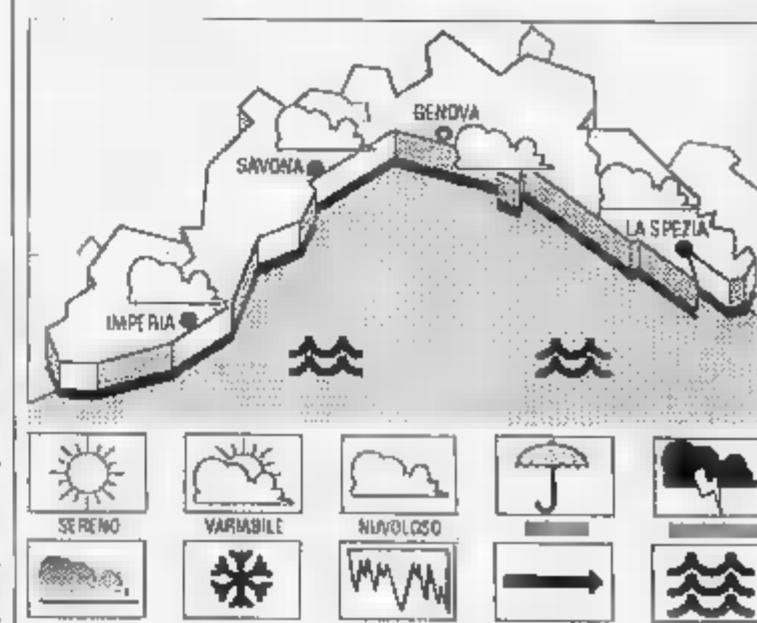 GENOVA
SAVONA
LA SPEZIA
IMPERIA
SERENO
VARIABILE
NUVOLOSO